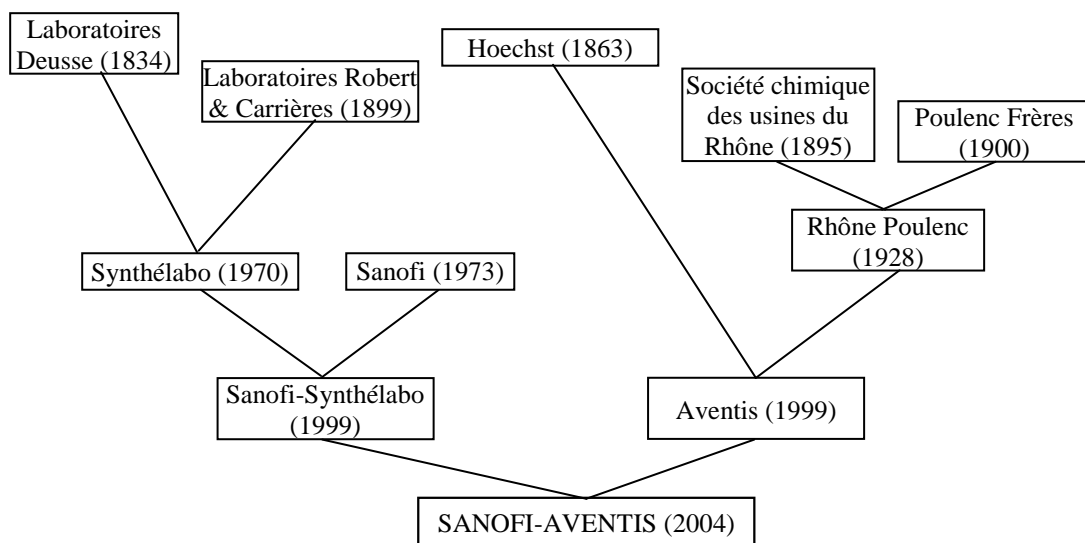 Laboratoires
Deusse (1834)
Laboratoires Robert
& Carrières (1899)
Hoechst (1863)
Société chimique
des usines du
Rhône (1895)
Poulenc Frères
(1900)
Rhône Poulenc
(1928)
Synthélabo (1970)
Sanofi (1973)
Sanofi-Synthélabo
(1999)
Aventis (1999)
SANOFI-AVENTIS (2004)